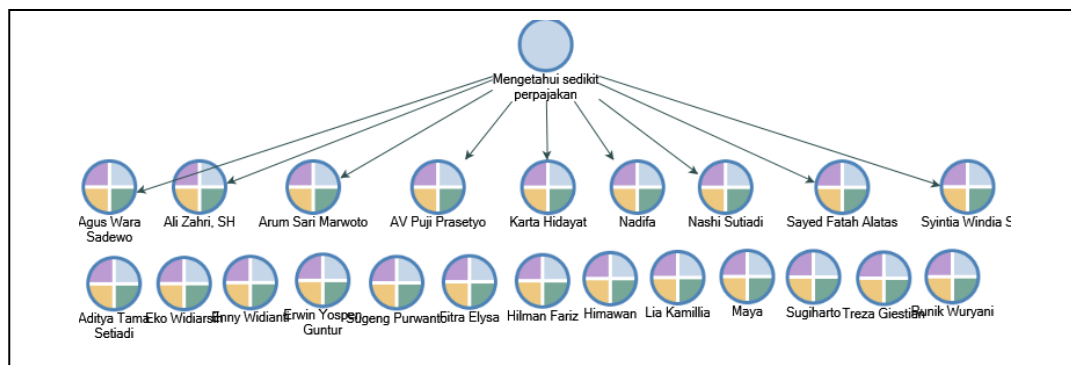 Mengetahui sedikit
perpajakan
Agus Wara
Sadewo
Ali Zahri, SH
Arum Sari Marwoto
AV Puji Prasetyo
Karta Hidayat
Nadifa
Nashi Sutiadi
Sayed Fatah Alatas
Syintia Windia S
Aditya Tama
Setiadi
Eko Widiarsih
Enny Widianti
Erwin Yosper
Guntur
Sugeng Purwanto
Fitra Elysa
Hilman Fariz
Himawan
Lia Kamillia
Maya
Sugiharto
Treza Giestian
Runik Wuryani